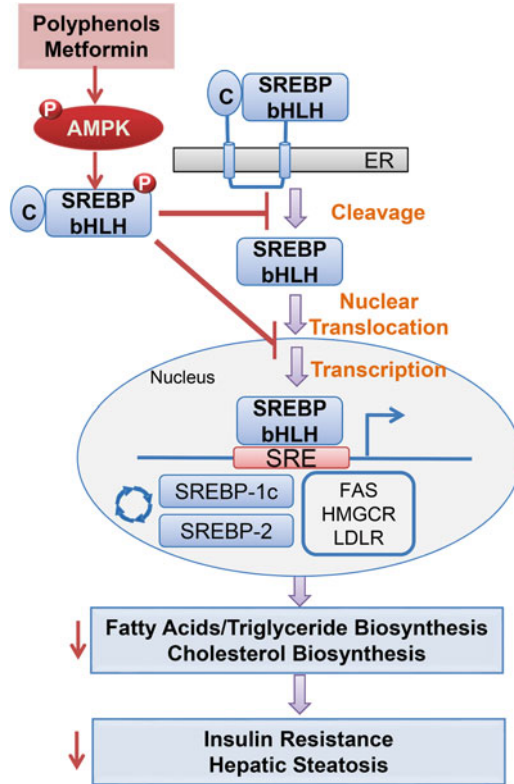 Polyphenols
Metformin
P
AMPK
P
C
SREBP
bHLH
C
SREBP
bHLH
ER
Cleavage
SREBP
bHLH
Nuclear
Translocation
Nucleus
Transcription
SREBP
bHLH
SRE
SREBP-1c
SREBP-2
FAS
HMGCR
LDLR
Fatty Acids/Triglyceride Biosynthesis
Cholesterol Biosynthesis
Insulin Resistance
Hepatic Steatosis